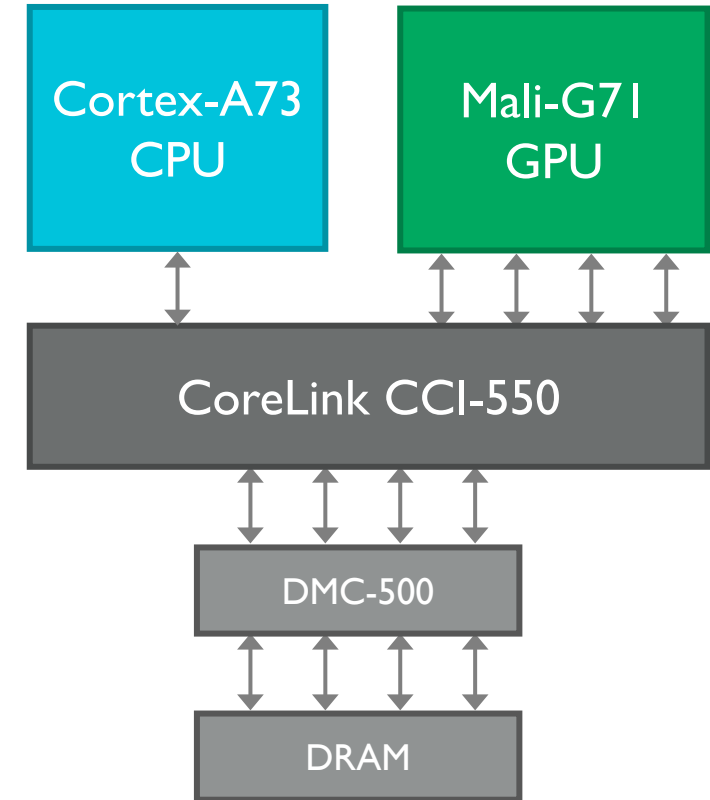 Cortex-A73
CPU
Mali-G71
GPU
CoreLink CCI-550
DMC-500
DRAM